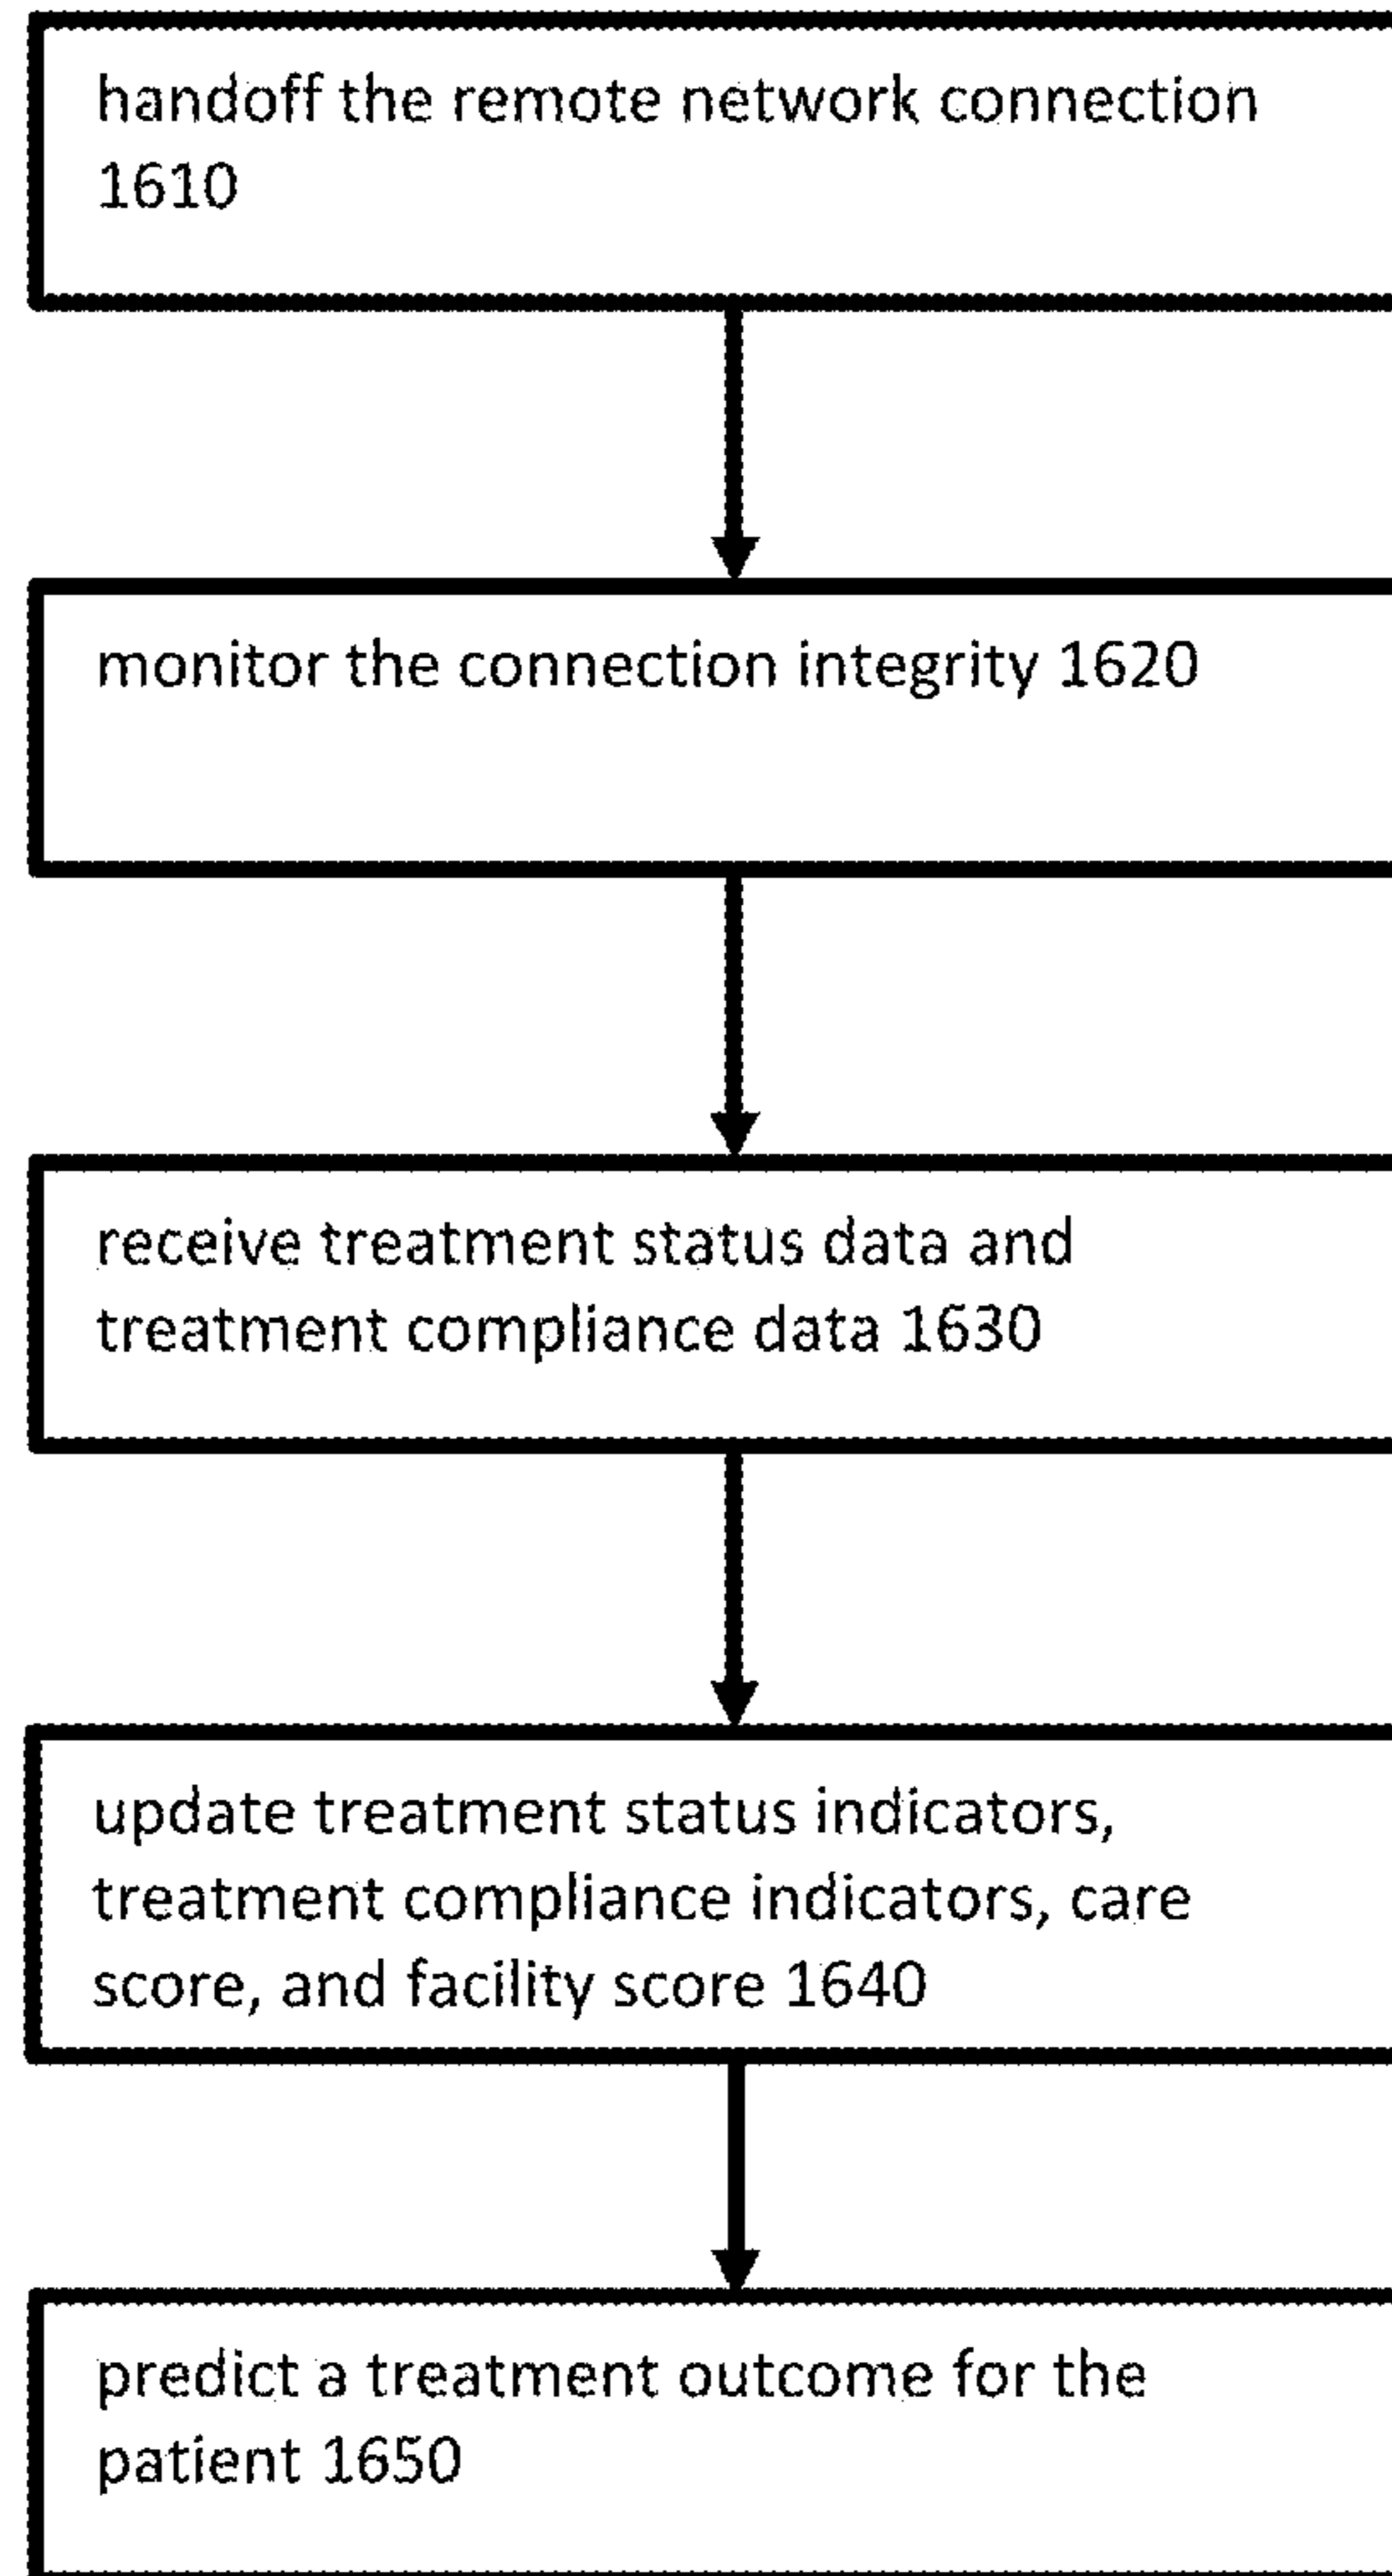 handoff the remote network connection
1610
monitor the connection integrity 1620
receive treatment status data and
treatment compliance data 1630
update treatment status indicators,
treatment compliance indicators, care
score, and facility score 1640
predict a treatment outcome for the
patient 1650